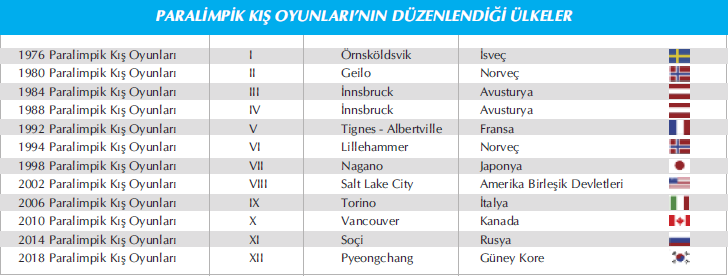 PARALİMPİK KIŞ OYUNLARI’NIN DÜZENLENDİĞİ ÜLKELER
1976 Paralimpik Kış Oyunları I Örnsköldsvik İsveç
1980 Paralimpik Kış Oyunları II Geilo Norveç
1984 Paralimpik Kış Oyunları III İnnsbruck Avusturya
1988 Paralimpik Kış Oyunları IV İnnsbruck Avusturya
1992 Paralimpik Kış Oyunları V Tignes - Albertville Fransa
1994 Paralimpik Kış Oyunları VI Lillehammer Norveç
1998 Paralimpik Kış Oyunları VII Nagano Japonya
2002 Paralimpik Kış Oyunları VIII Salt Lake City Amerika Birleşik Devletleri
2006 Paralimpik Kış Oyunları IX Torino İtalya
2010 Paralimpik Kış Oyunları X Vancouver Kanada
2014 Paralimpik Kış Oyunları XI Soçi Rusya
2018 Paralimpik Kış Oyunları XII Pyeongchang Güney Kore